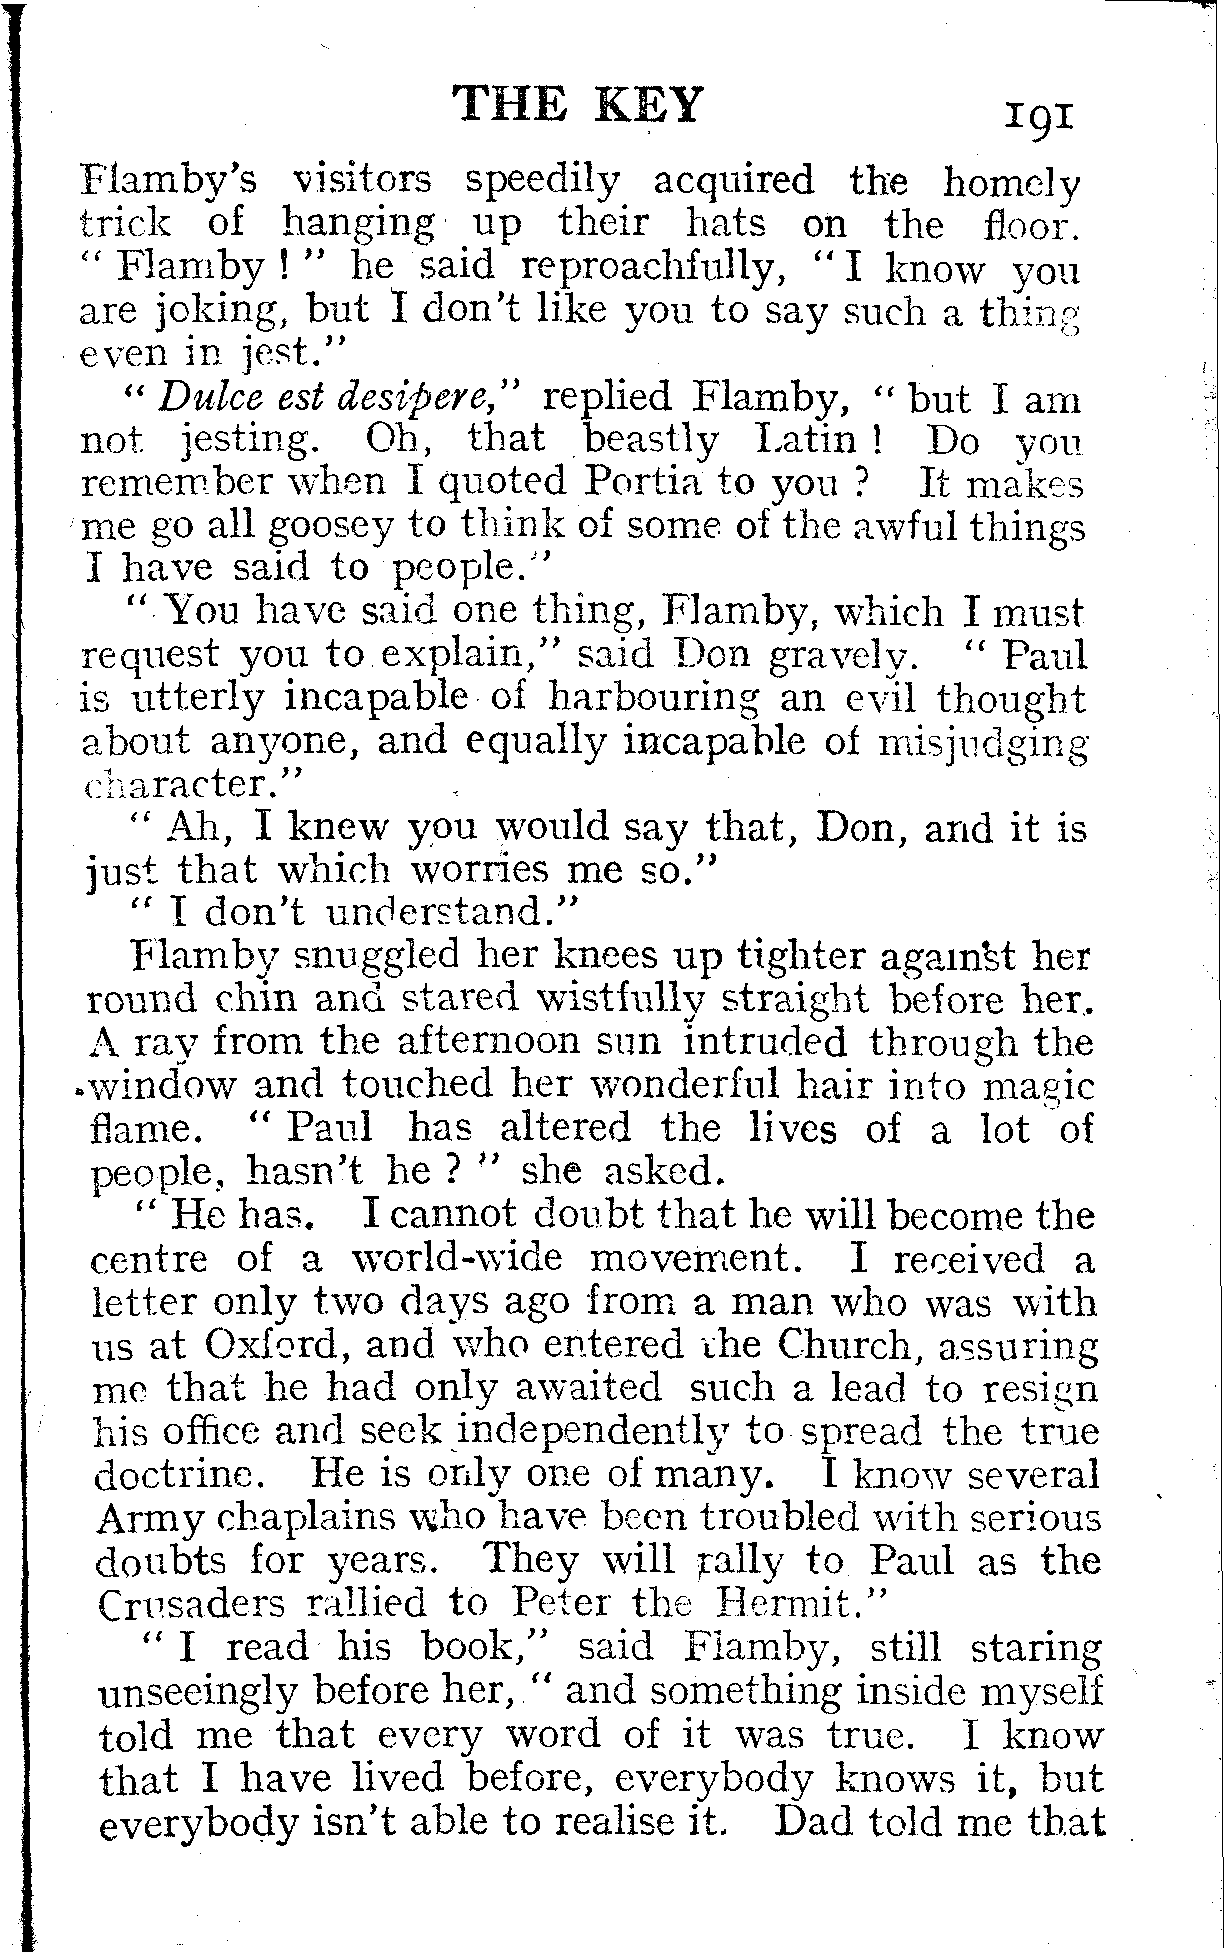 THE KEY 191
Flamby's visitors speedily acquired the homely
trick of hanging up their hats on the floor.
" Flamby ! " he said reproachfully, " I know you
are joking, but I don't like you to say such a thing
even in jest."
" Dulce est desipere," replied Flamby, " but I am
not jesting. Oh, that beastly Latin ! Do you
remember when I quoted Portia to you ? It makes
me go all goosey to think of some of the awful things
I have said to people."
" You have said one thing, Flamby, which I must
request you to explain," said Don gravely. " Paul
is utterly incapable of harbouring an evil thought
about anyone, and equally incapable of misjudging
character."
" Ah, I knew you would say that, Don, and it is
just that which worries me so."
" I don't understand."
Flamby snuggled her knees up tighter against her
round chin and stared wistfully straight before her.
A ray from the afternoon sun intruded through the
window and touched her wonderful hair into magic
flame. " Paul has altered the lives of a lot of
people, hasn't he ? " she asked.
" He has. I cannot doubt that he will become the
centre of a world-wide movement. I received a
letter only two days ago from a man who was with
us at Oxford, and who entered the Church, assuring
me that he had only awaited such a lead to resign
his office and seek independently to spread the true
doctrine. He is only one of many. I know several
Army chaplains who have been troubled with serious
doubts for years. They will rally to Paul as the
Crusaders rallied to Peter the Hermit."
" I read his book," said Flamby, still staring
unseeingly before her, " and something inside myself
told me that every word of it was true. I know
that I have lived before, everybody knows it, but
everybody isn't able to realise it. Dad told me that